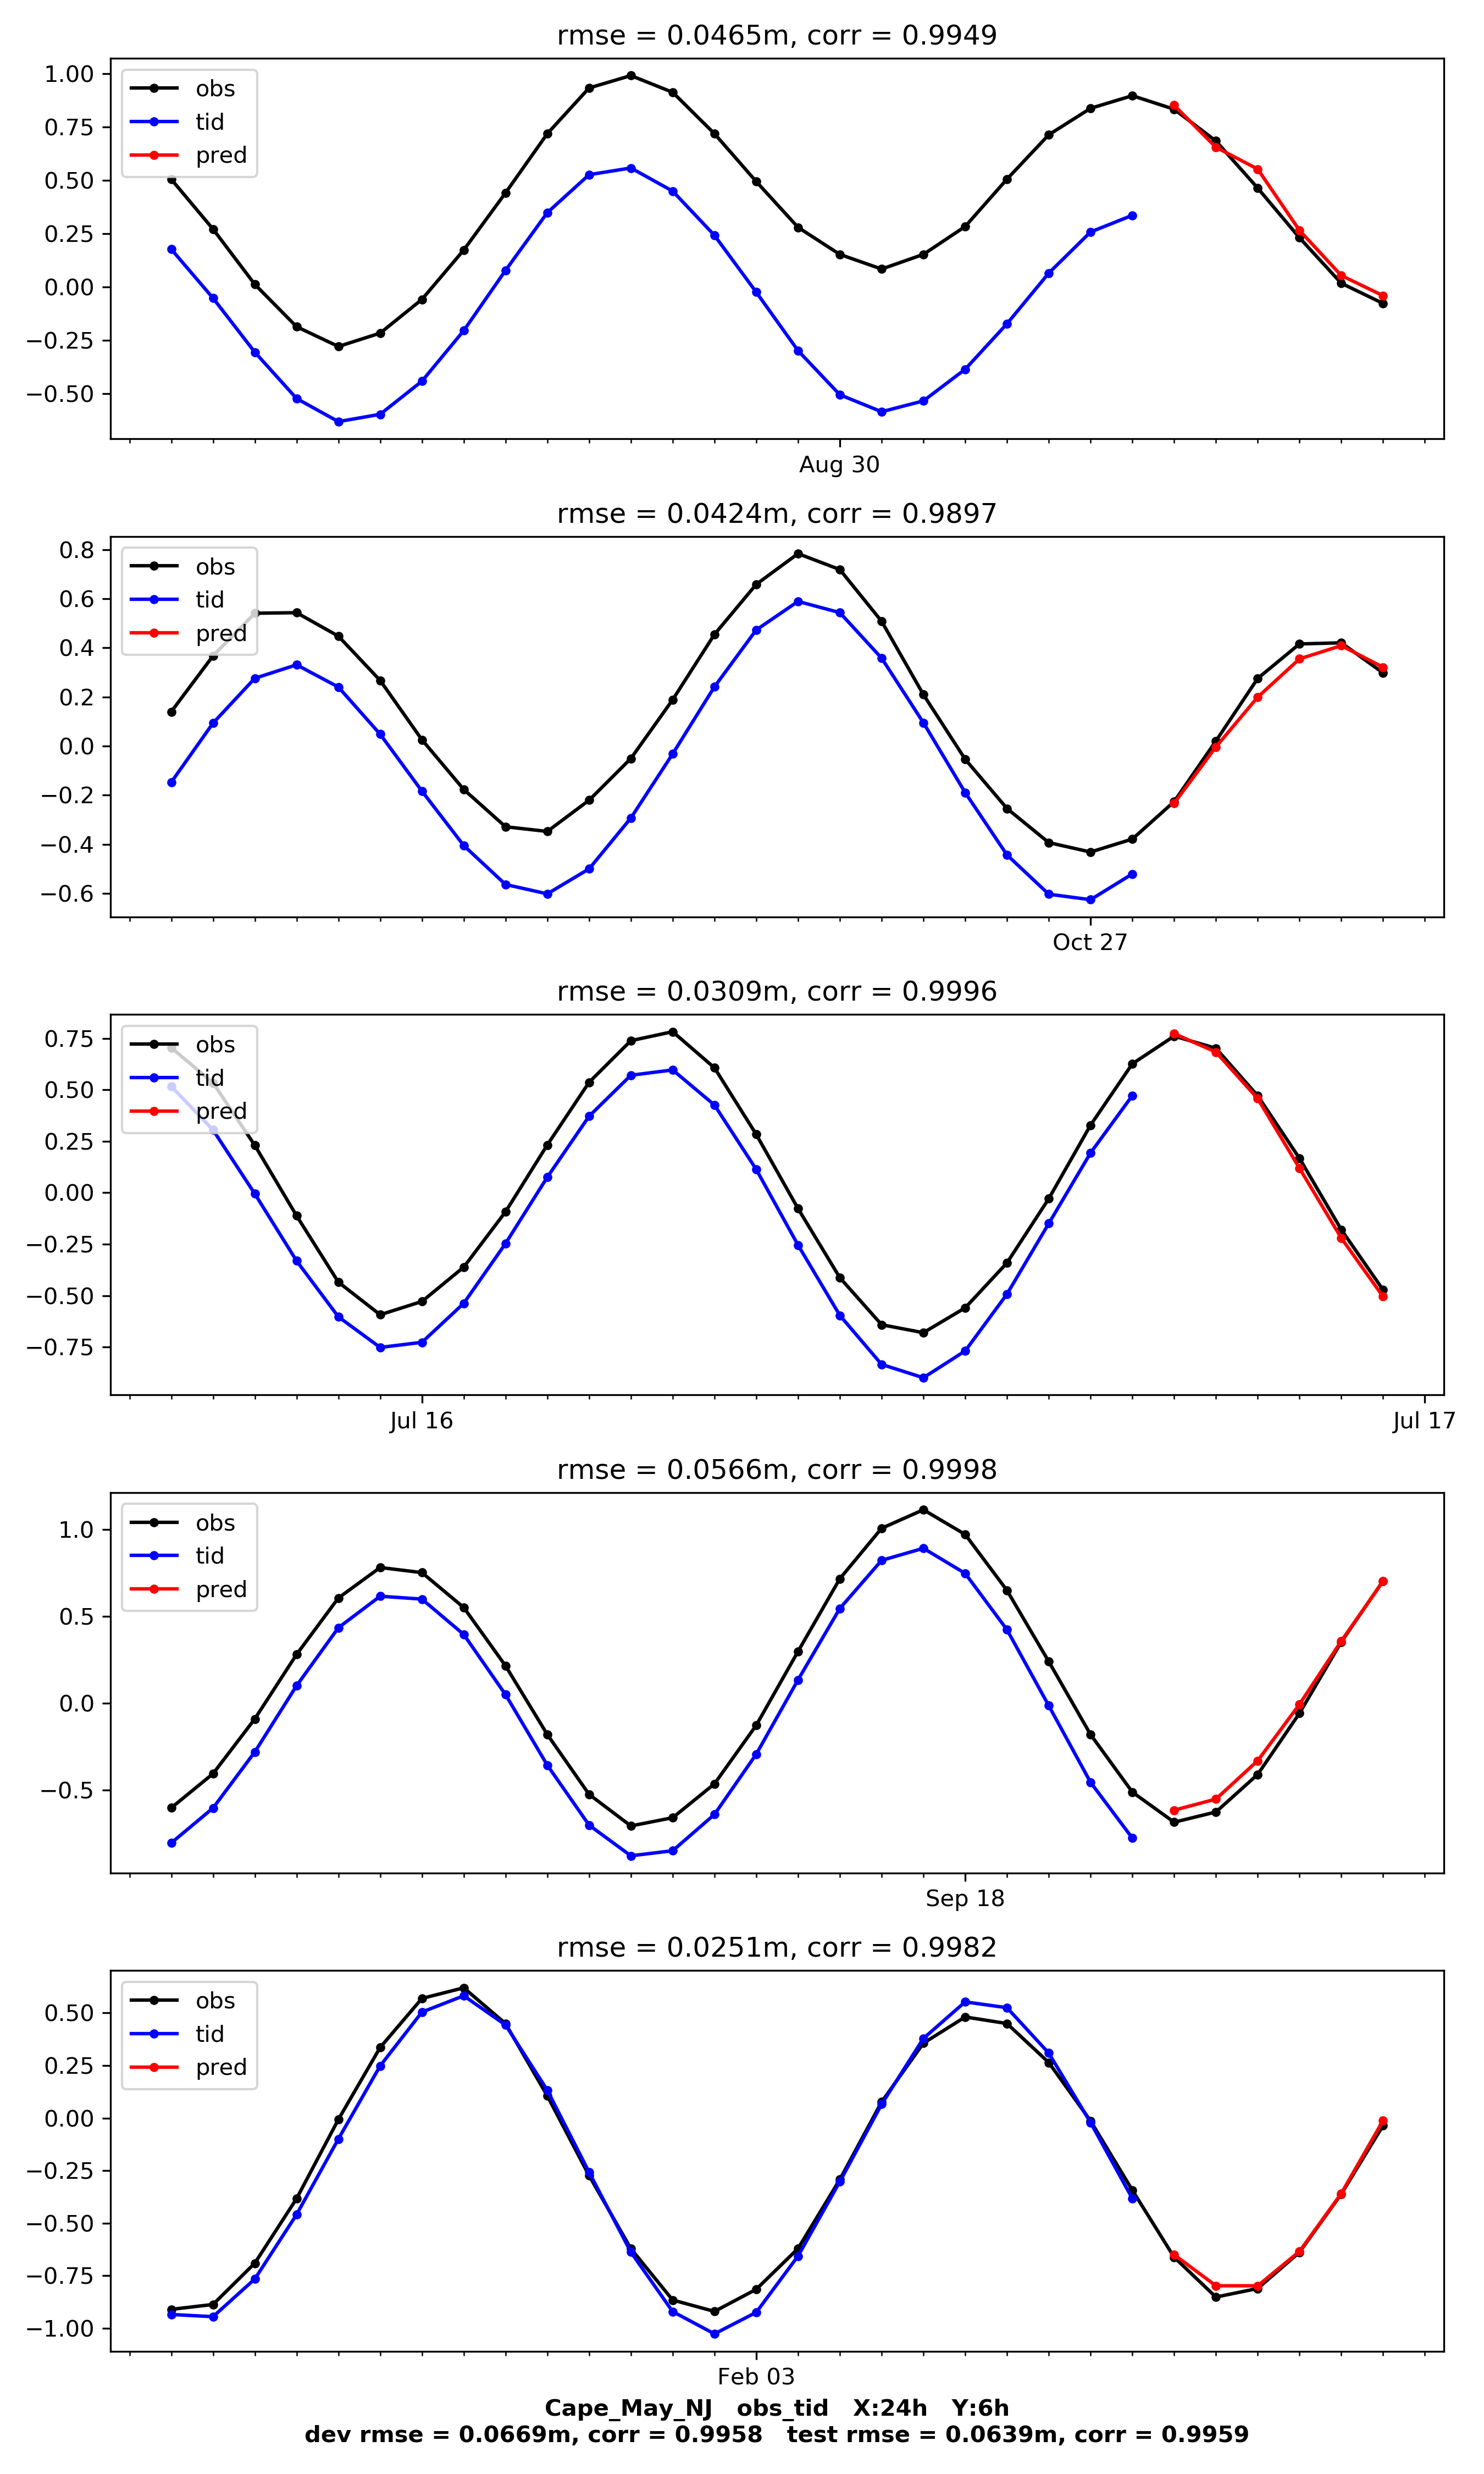 rmse = 0.0465m, corr = 0.9949
1.00
0.75
0.50
0.25
0.00
−0.25
−0.50
obs
tid
pred
Aug 30
rmse = 0.0424m, corr = 0.9897
0.8
0.6
0.4
0.2
0.0
−0.2
−0.4
−0.6
obs
tid
pred
Oct 27
rmse = 0.0309m, corr = 0.9996
0.75
0.50
0.25
0.00
−0.25
−0.50
−0.75
obs
tid
pred
Jul 16 Jul 17
rmse = 0.0566m, corr = 0.9998
1.0
0.5
0.0
−0.5
obs
tid
pred
Sep 18
rmse = 0.0251m, corr = 0.9982
0.50
0.25
0.00
−0.25
−0.50
−0.75
−1.00
obs
tid
pred
Feb 03
Cape_May_NJ obs_tid X:24h Y:6h
dev rmse = 0.0669m, corr = 0.9958 test rmse = 0.0639m, corr = 0.9959